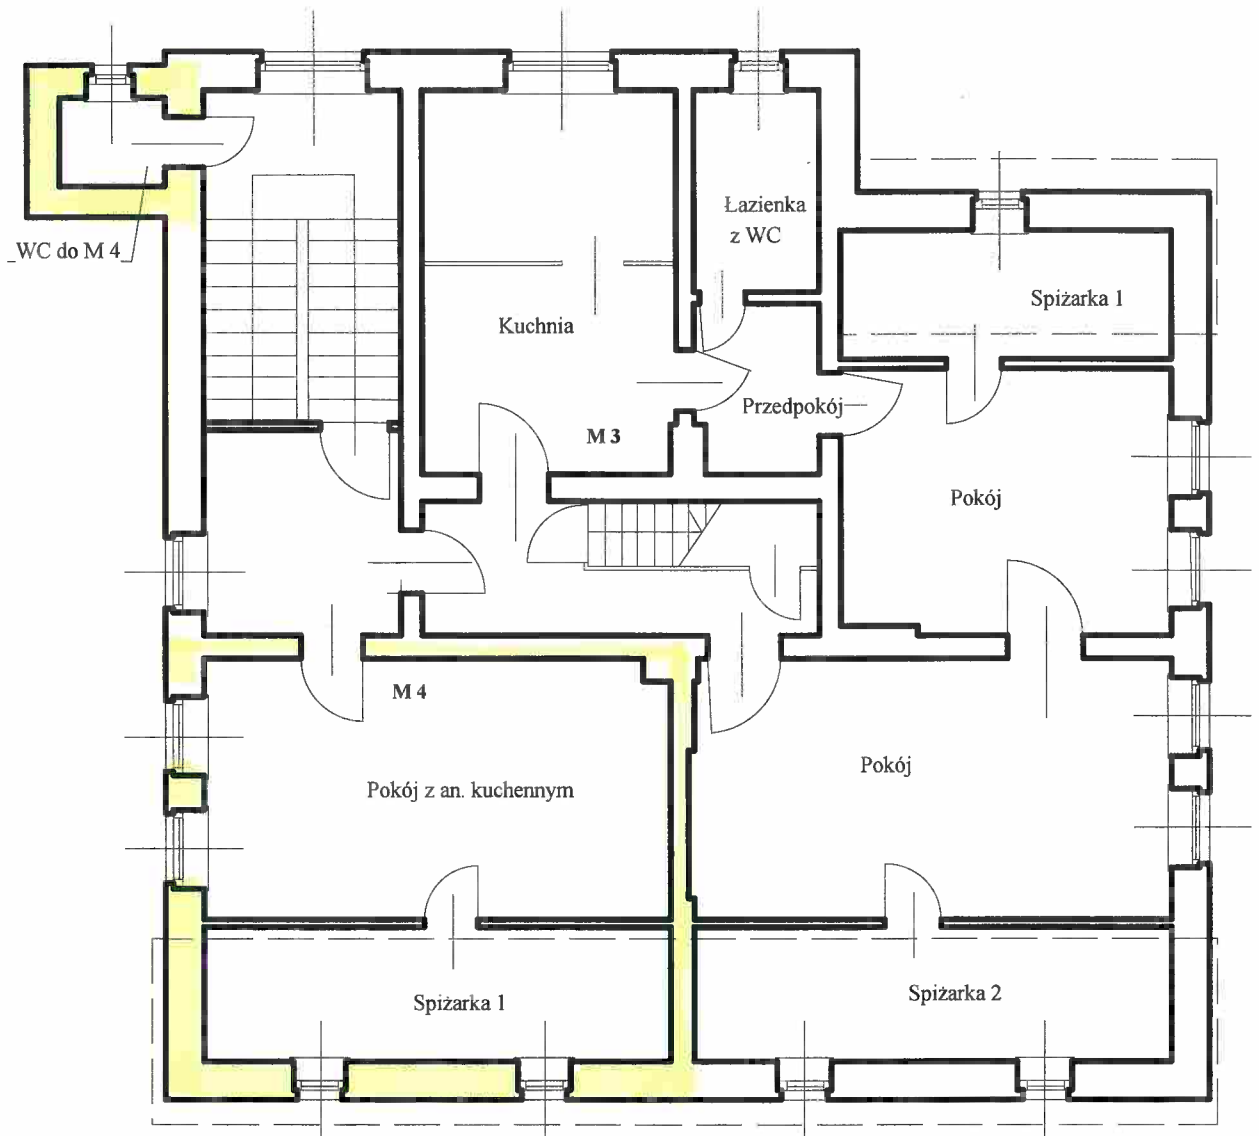 Łazienka
z WC
WC do M 4
Spiżarka 1
Kuchnia
Przedpokój
M 3
Pokój
M 4
Pokój
Pokój z an. kuchennym
Spiżarka 2
Spiżarka 1